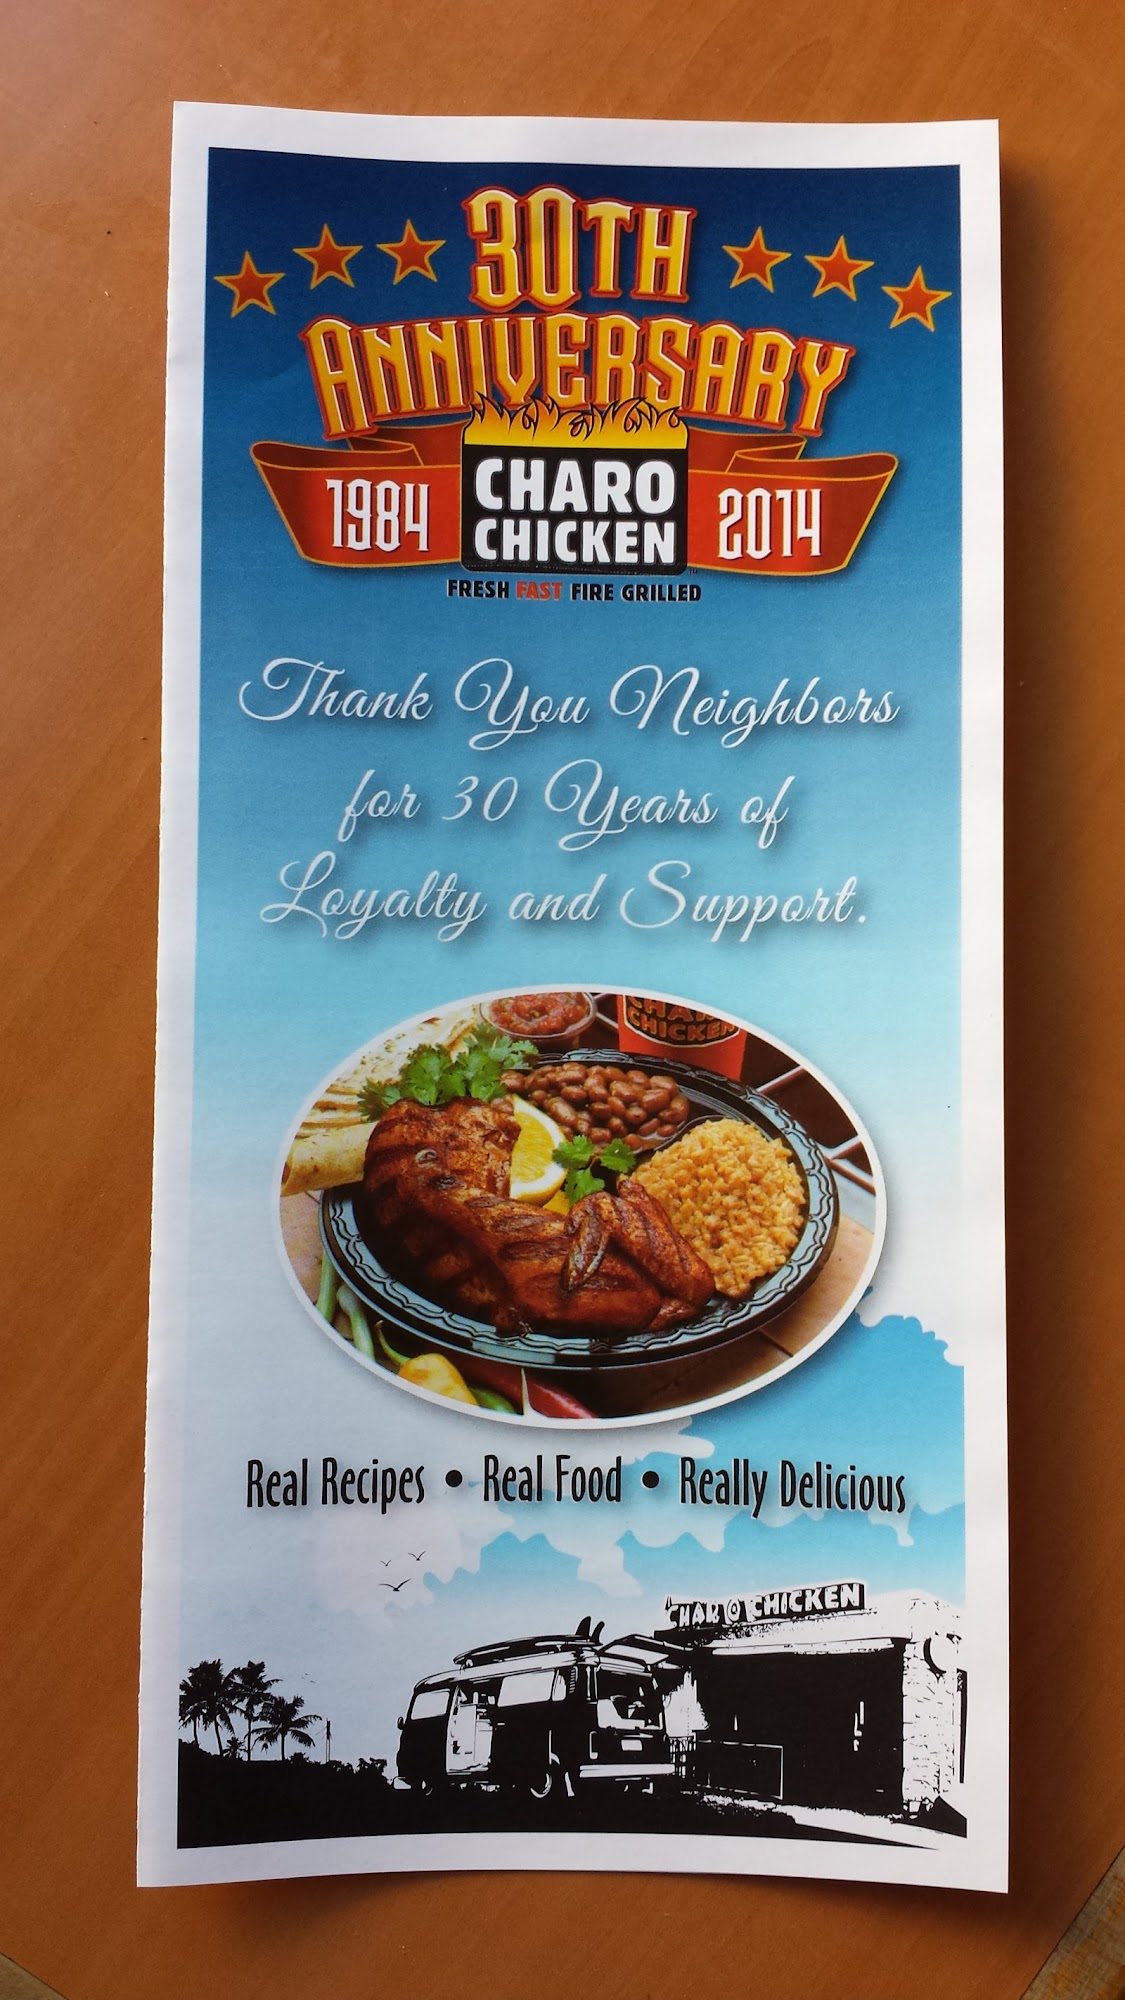 30TH
ANNIVERSARY
1984 CHARO CHICKEN 2014
FRESH FAST FIRE GRILLED
Thank You Neighbors
for 30 Years of
Loyalty and Support.
CHICKEN
Real Recipes • Real Food • Really Delicious
CHARO CHICKEN